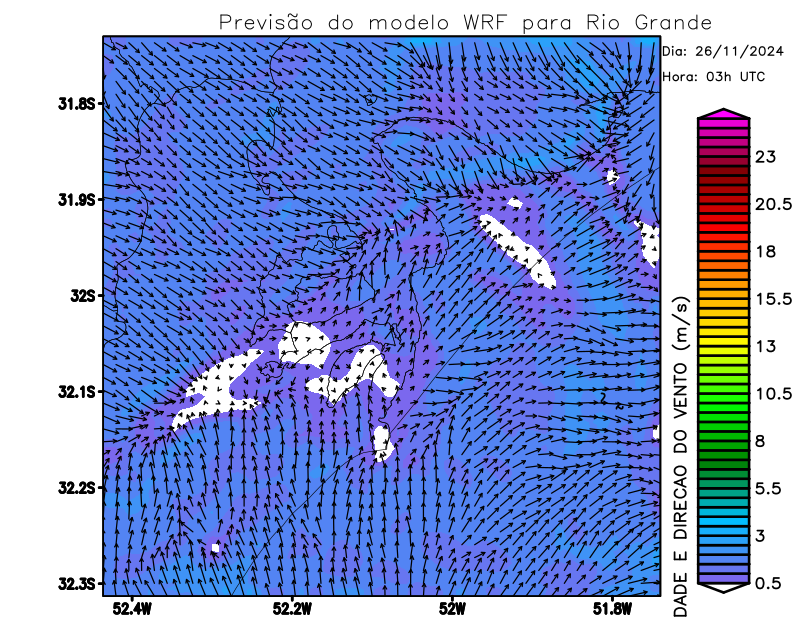 Previsão do modelo WRF para Rio Grande
Dia: 26/11/2024
Hora: 03h UTC
31.8S
31.9S
32S
32.1S
32.2S
32.3S
52.4W
52.2W
52W
51.8W
23
20.5
18
15.5
13
10.5
8
5.5
3
0.5
DADE E DIRECAO DO VENTO (m/s)